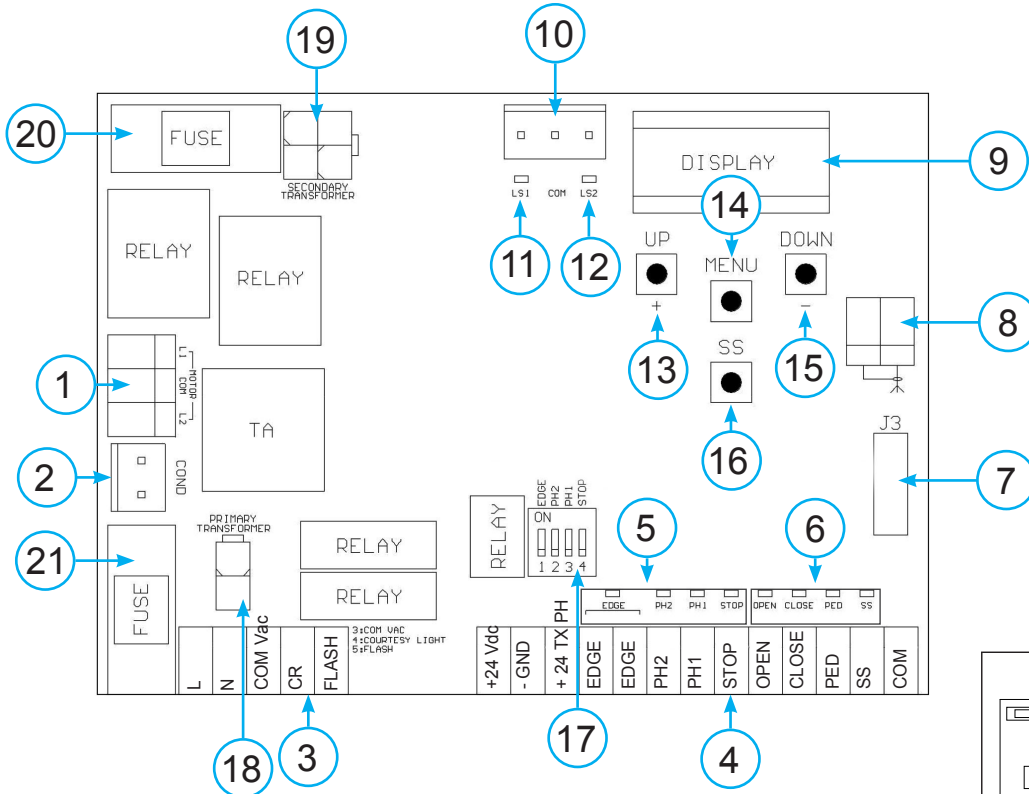 19
10
20
FUSE
SECONDARY
TRANSFORMER
DISPLAY
9
LS1 COM LS2
14
11
12
UP
MENU
DOWN
+
-
RELAY
RELAY
13
15
8
SS
16
1
L1
MOTOR
COM
L2
TA
J3
2
COND
7
PRIMARY
TRANSFORMER
RELAY
EDGE
PH2
PH1
STOP
ON
1 2 3 4
5
6
21
FUSE
RELAY
RELAY
EDGE PH2 PH1 STOP OPEN CLOSE PED SS
3:COM VAC
4:COURTESY LIGHT
5:FLASH
L
N
COM Vac
CR
FLASH
+24 Vdc
- GND
+ 24 TX PH
EDGE
EDGE
PH2
PH1
STOP
OPEN
CLOSE
PED
SS
COM
18
3
17
4